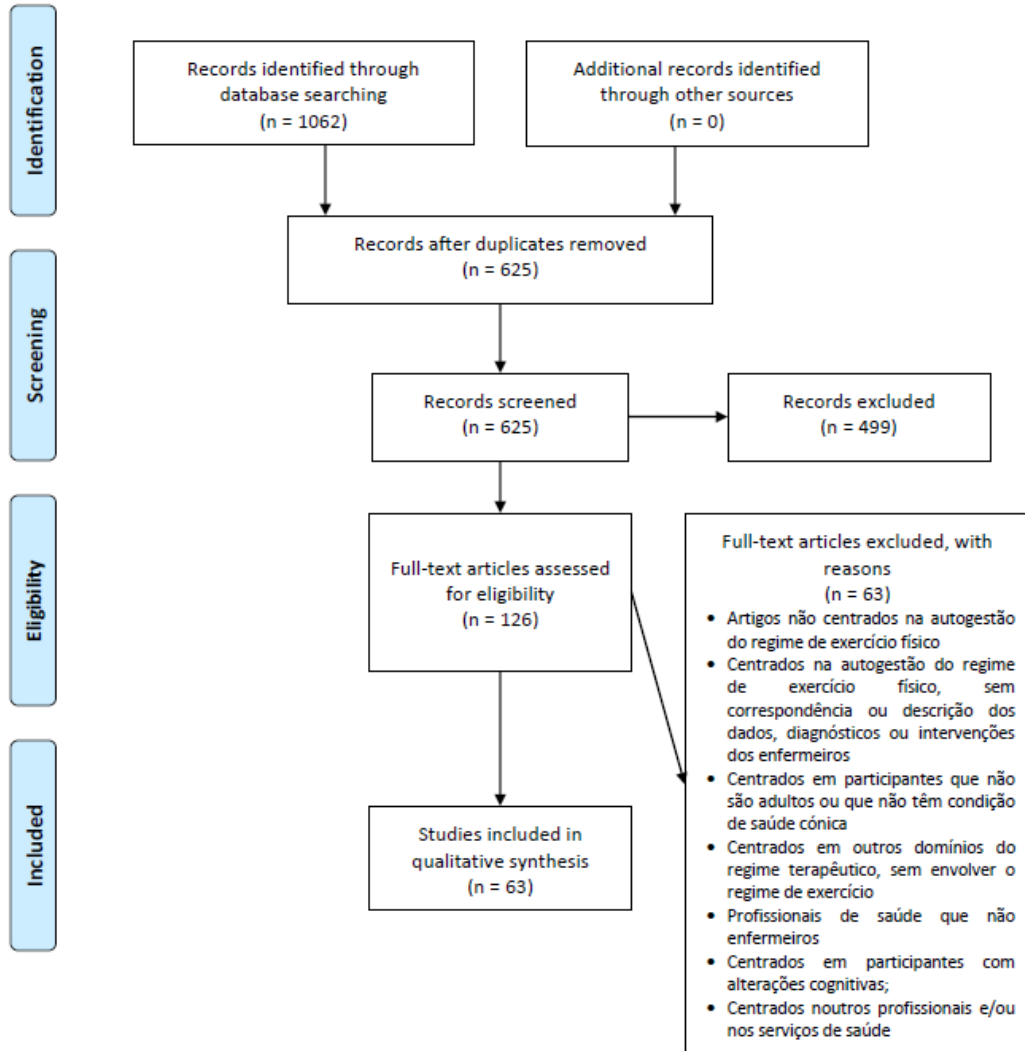 Identification
Records identified through
database searching
(n = 1062)
Additional records identified
through other sources
(n = 0)
Records after duplicates removed
(n = 625)
Screening
Records screened
(n = 625)
Records excluded
(n = 499)
Eligibility
Full-text articles assessed
for eligibility
(n = 126)
Full-text articles excluded, with
reasons
(n = 63)
• Artigos não centrados na autogestão
do regime de exercício físico
• Centrados na autogestão do regime
de exercício físico, sem
correspondência ou descrição dos
dados, diagnósticos ou intervenções
dos enfermeiros
• Centrados em participantes que não
são adultos ou que não têm condição
de saúde cónica
• Centrados em outros domínios do
regime terapêutico, sem envolver o
regime de exercício
• Profissionais de saúde que não
enfermeiros
• Centrados em participantes com
alterações cognitivas;
• Centrados noutros profissionais e/ou
nos serviços de saúde
Included
Studies included in
qualitative synthesis
(n = 63)